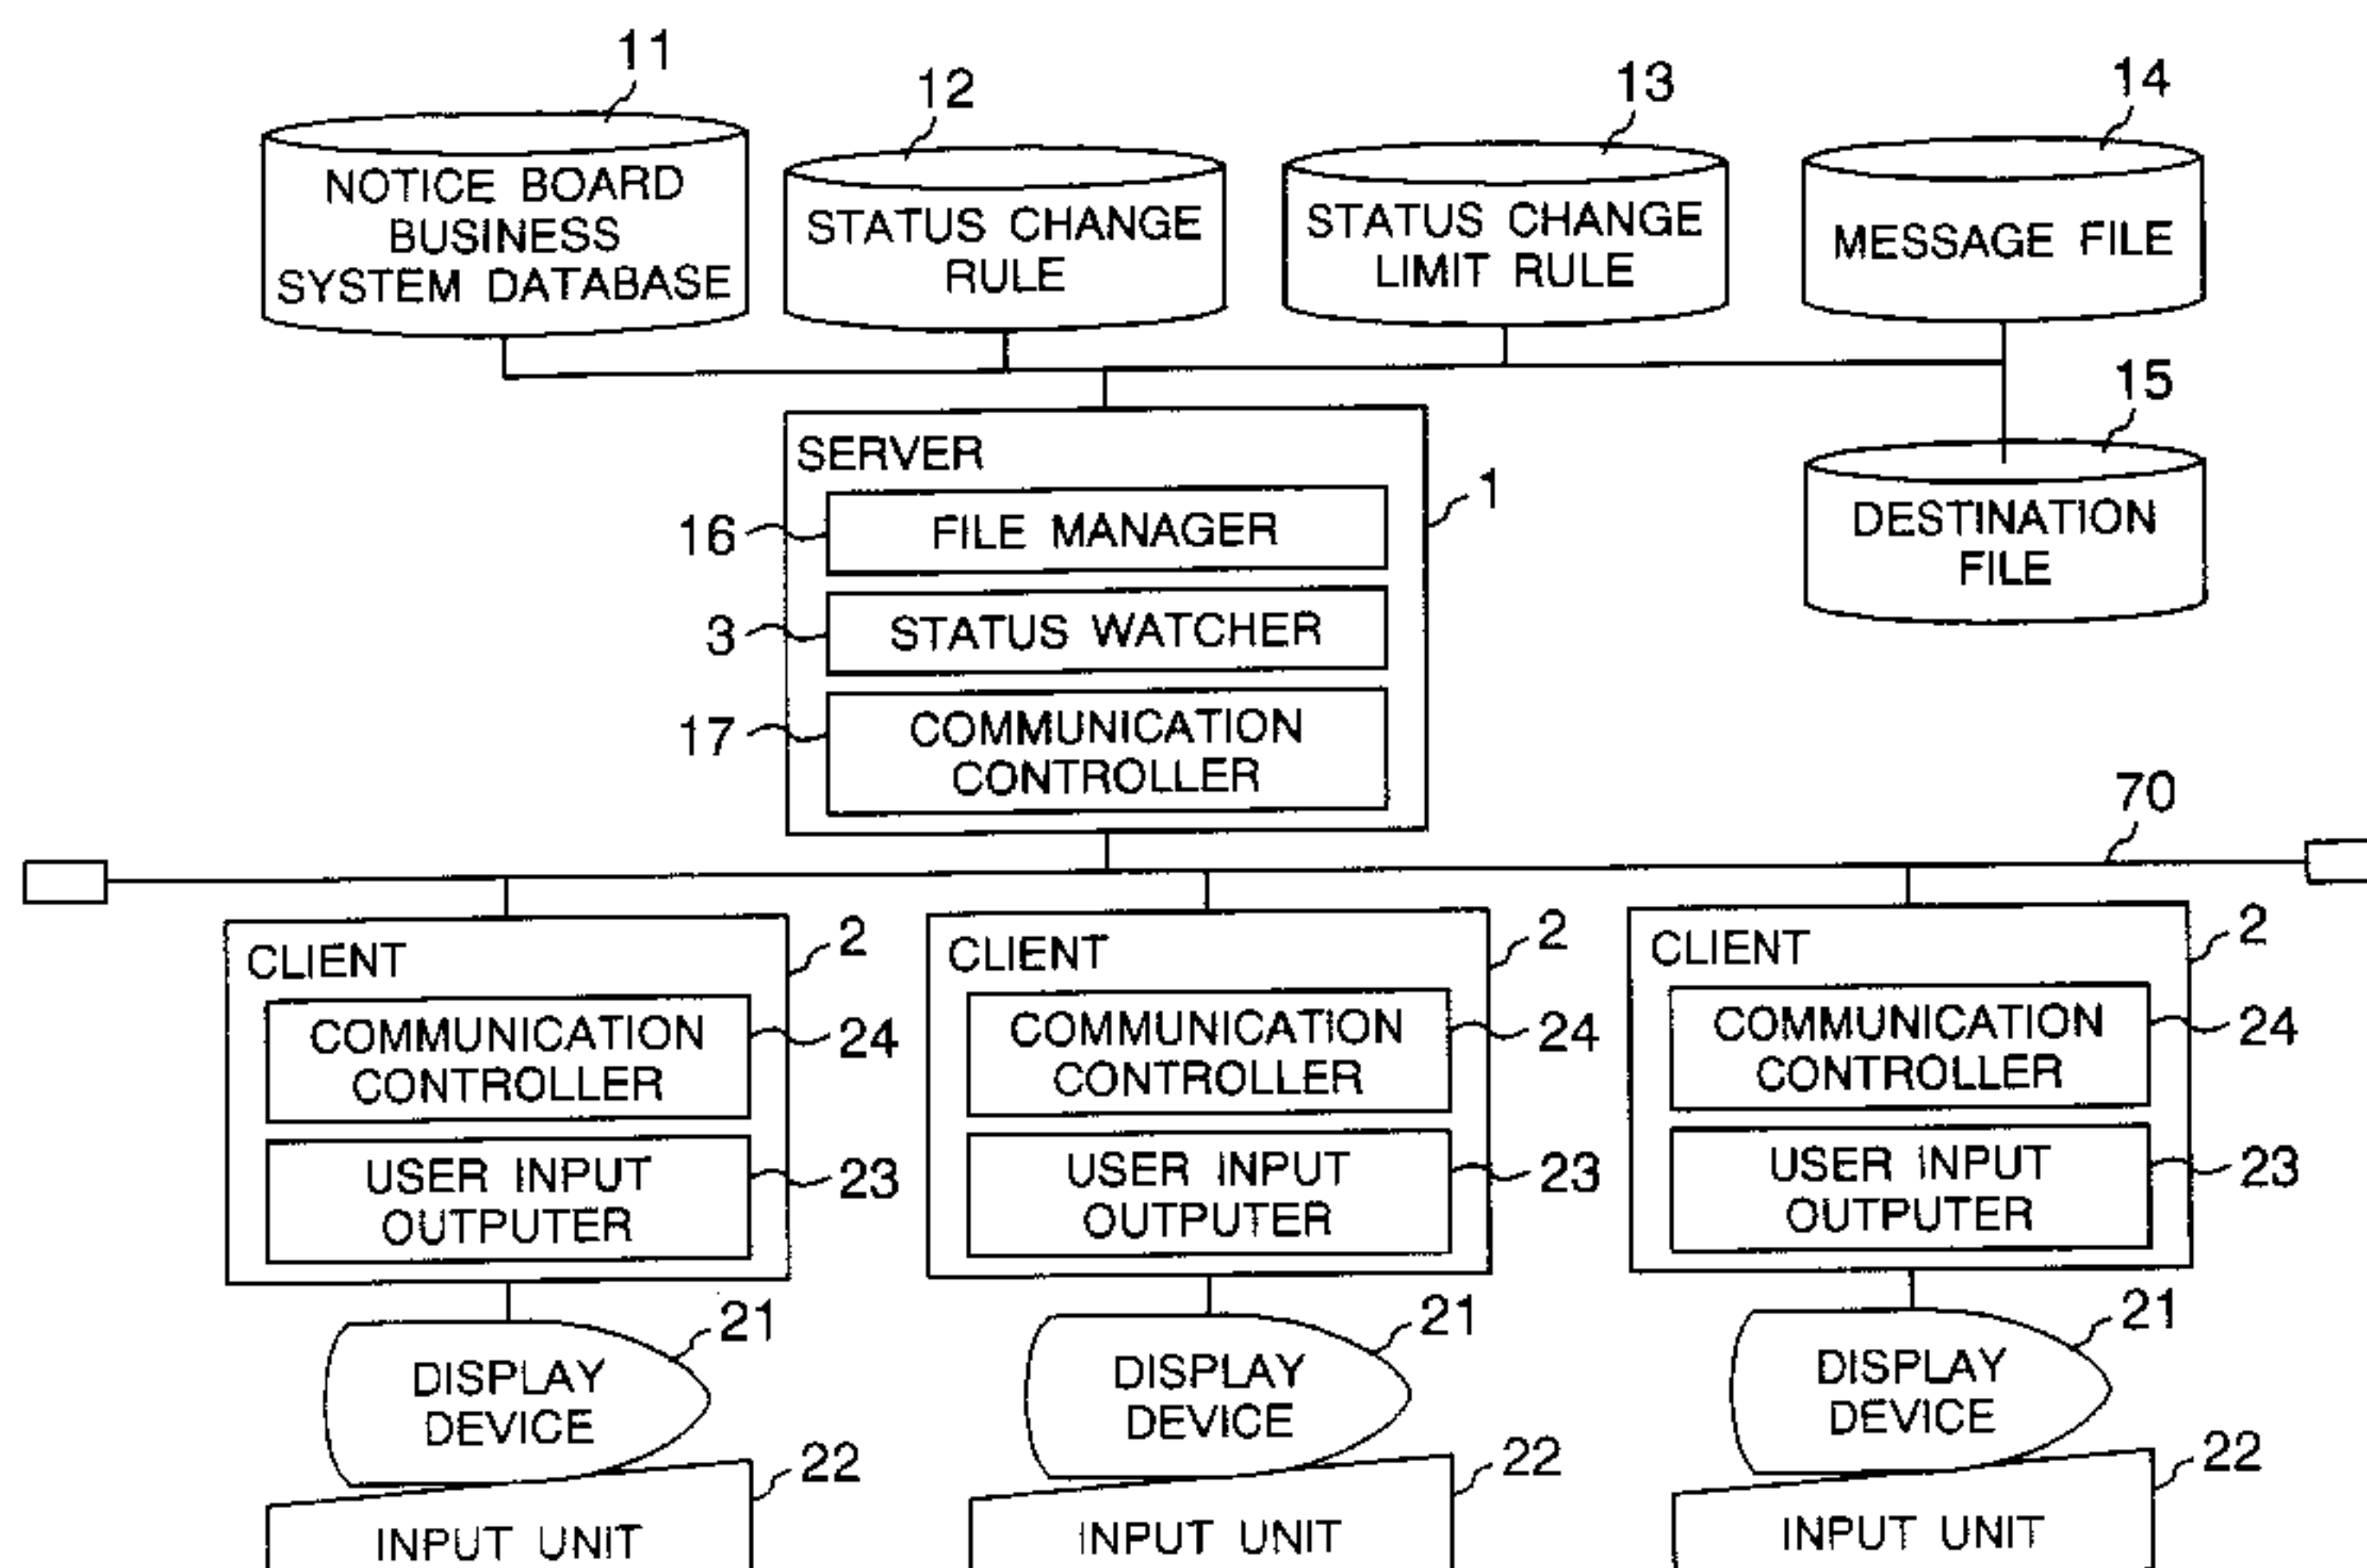 11
12
13
14
NOTICE BOARD
BUSINESS
SYSTEM DATABASE
STATUS CHANGE
RULE
STATUS CHANGE
LIMIT RULE
MESSAGE FILE
15
DESTINATION
FILE
SERVER
1
16
FILE MANAGER
3
STATUS WATCHER
17
COMMUNICATION
CONTROLLER
70
CLIENT
2
COMMUNICATION
CONTROLLER
24
USER INPUT
OUTPUTER
23
DISPLAY
DEVICE
21
INPUT UNIT
22
CLIENT
2
COMMUNICATION
CONTROLLER
24
USER INPUT
OUTPUTER
23
DISPLAY
DEVICE
21
INPUT UNIT
22
CLIENT
2
COMMUNICATION
CONTROLLER
24
USER INPUT
OUTPUTER
23
DISPLAY
DEVICE
21
INPUT UNIT
22